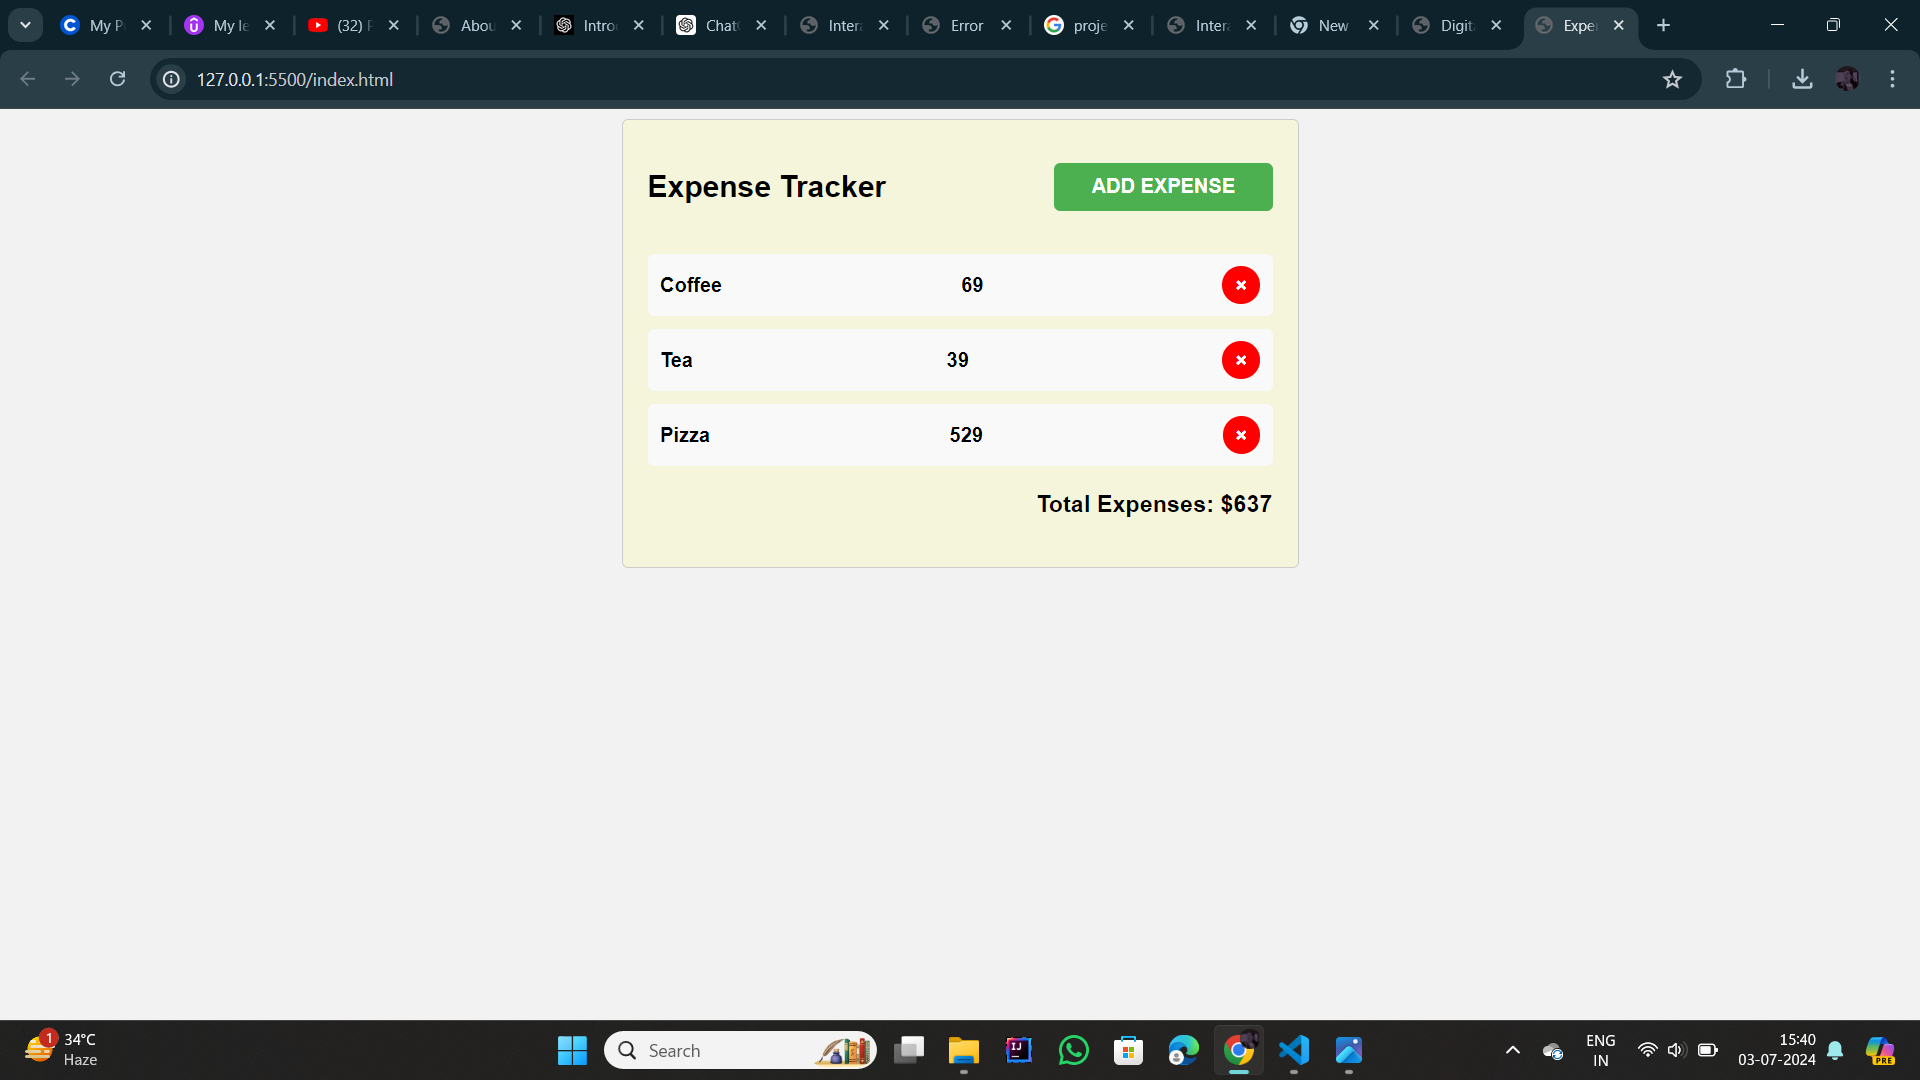 My P
My le
(32) P
Abou
Intro
Chat
Inter
Error
proje
Inter
New
Digit
Expe
127.0.0.1:5500/index.html
Expense Tracker
ADD EXPENSE
Coffee 69
Tea 39
Pizza 529
Total Expenses: $637
1
34°C
Haze
Search
ENG
IN
15:40
03-07-2024
PRE